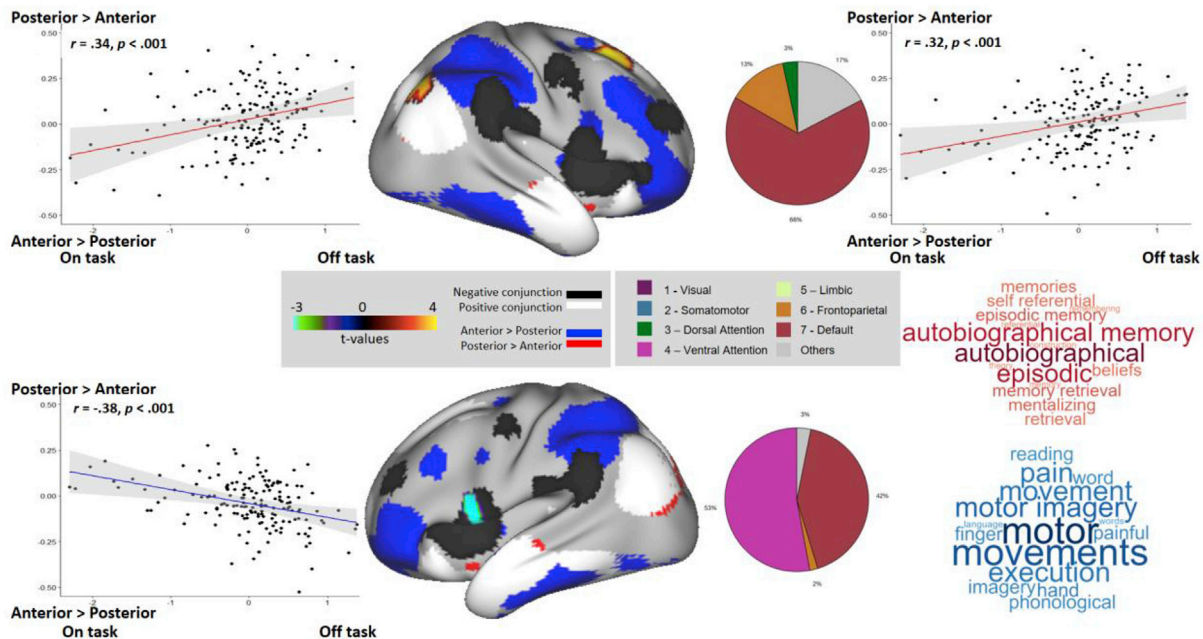 Posterior > Anterior
r = .34, p < .001
0.50
0.25
0.00
-0.25
-0.50
-2
-1
0
1
Anterior > Posterior
On task
Off task
3%
13%
17%
66%
Posterior > Anterior
r = .32, p < .001
0.50
0.25
0.00
-0.25
-0.50
-2
-1
0
1
Anterior > Posterior
On task
Off task
-3
0
4
t-values
Negative conjunction
Positive conjunction
Anterior > Posterior
Posterior > Anterior
1 - Visual
2 - Somatomotor
3 – Dorsal Attention
4 – Ventral Attention
5 – Limbic
6 – Frontoparietal
7 - Default
Others
memories
self referential
episodic memory
autobiographical memory
autobiographical
episodic
beliefs
memory retrieval
mentalizing
retrieval
Posterior > Anterior
r = -.38, p < .001
0.50
0.25
0.00
-0.25
-0.50
-2
-1
0
1
Anterior > Posterior
On task
Off task
3%
53%
42%
2%
reading
pain word
movement
motor imagery
language
words
finger motor painful
movements
execution
imagery hand
phonological